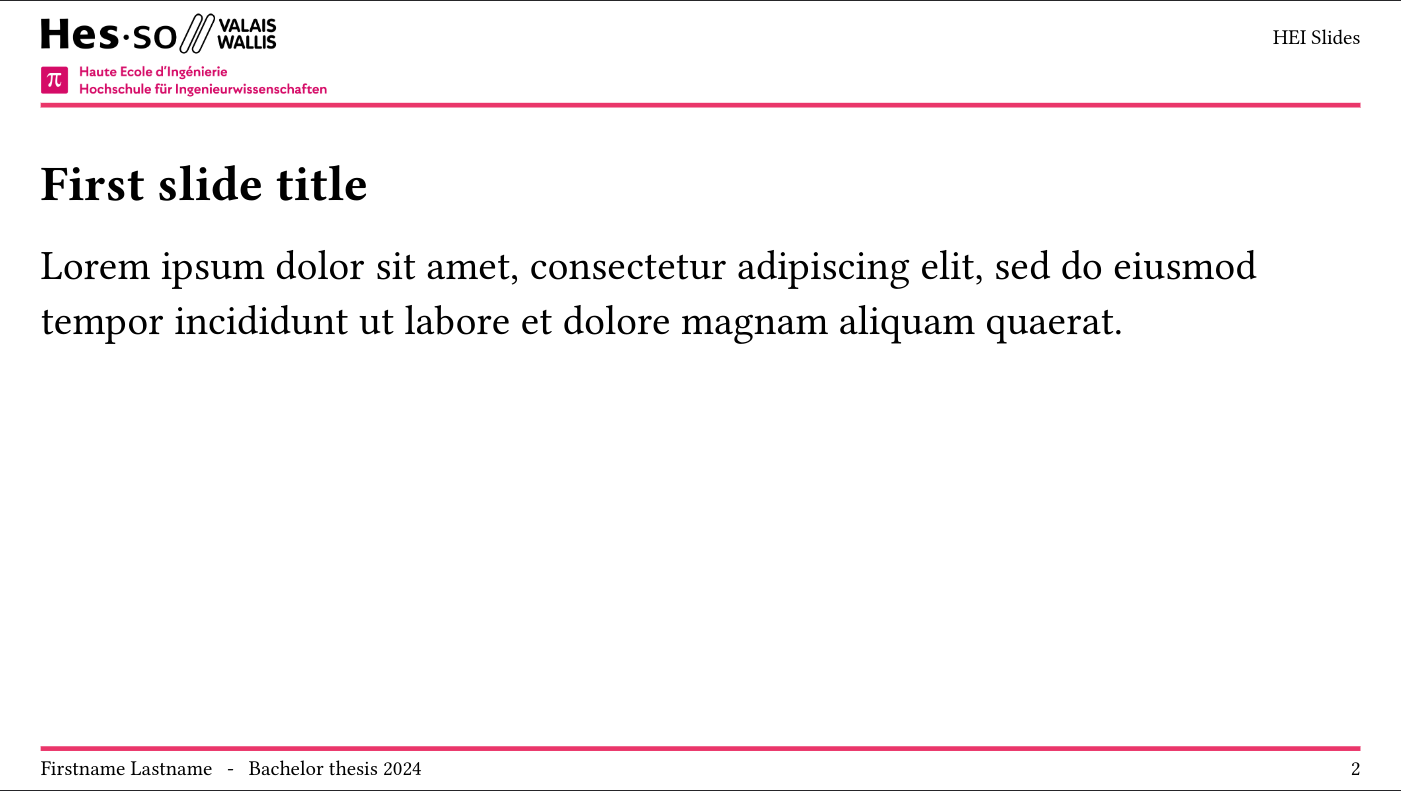 Hes·so VALAIS
WALLIS
HEI Slides
π Haute Ecole d'Ingénierie
Hochschule für Ingenieurwissenschaften
First slide title
Lorem ipsum dolor sit amet, consectetur adipiscing elit, sed do eiusmod
tempor incididunt ut labore et dolore magnam aliquam quaerat.
Firstname Lastname - Bachelor thesis 2024
2